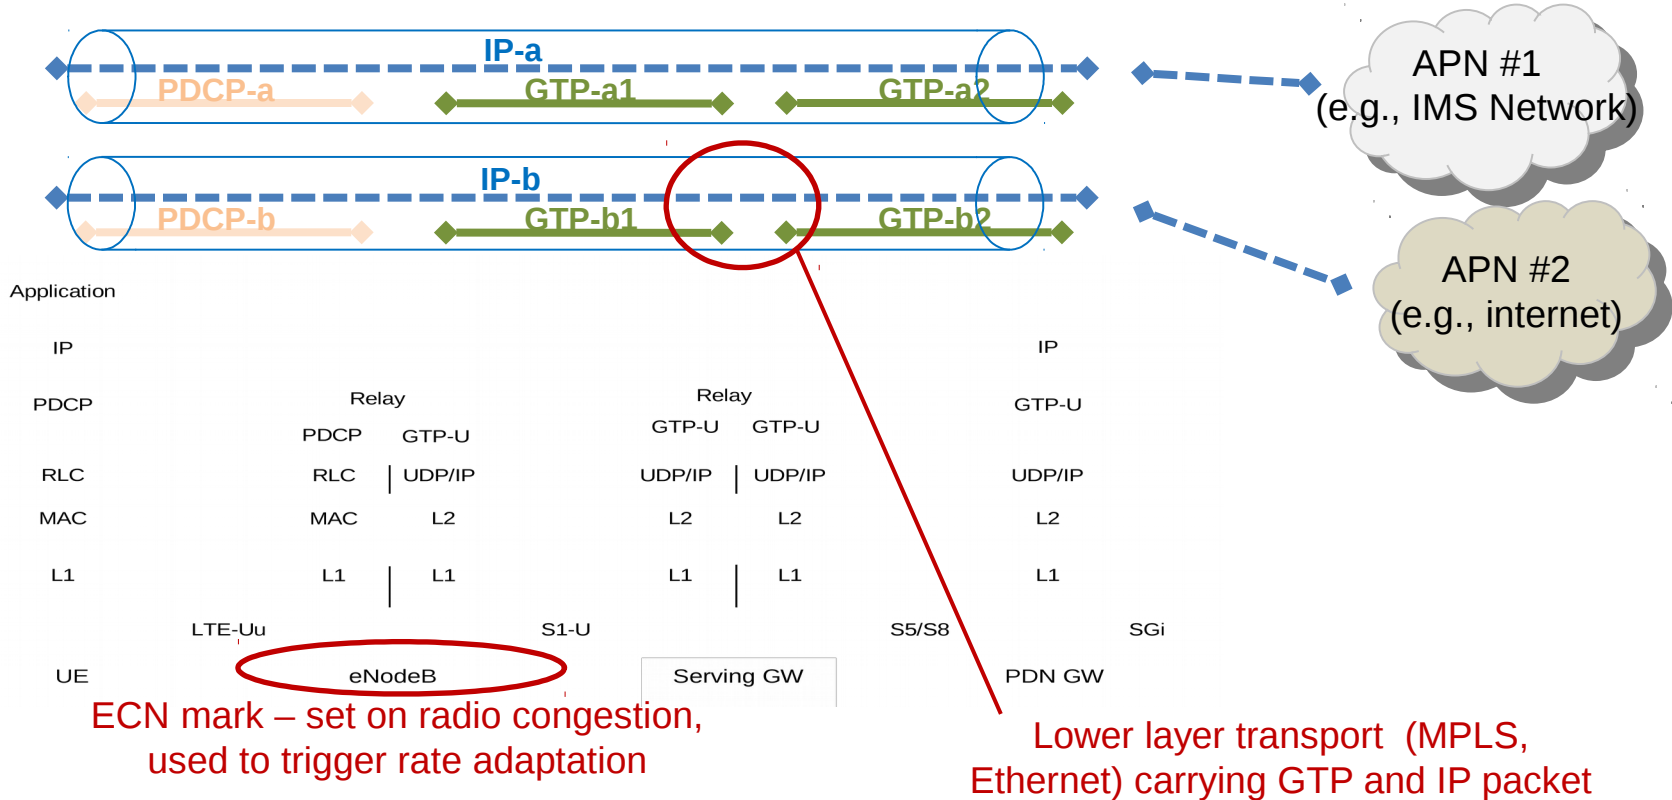 IP-a
PDCP-a GTP-a1 GTP-a2
APN #1
(e.g., IMS Network)
IP-b
PDCP-b GTP-b1 GTP-b2
APN #2
(e.g., internet)
Application
IP IP
PDCP Relay Relay GTP-U
PDCP GTP-U GTP-U GTP-U
RLC RLC UDP/IP UDP/IP UDP/IP UDP/IP
MAC MAC L2 L2 L2 L2
L1 L1 L1 L1 L1 L1
LTE-Uu S1-U S5/S8 SGi
UE eNodeB Serving GW PDN GW
ECN mark – set on radio congestion,
used to trigger rate adaptation
Lower layer transport (MPLS,
Ethernet) carrying GTP and IP packet